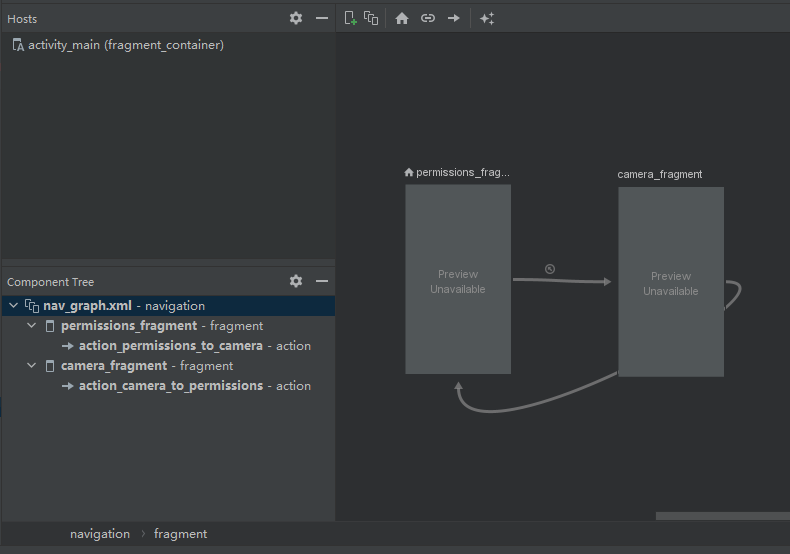 Hosts
activity_main (fragment_container)
permissions_frag...
camera_fragment
Preview
Unavailable
Preview
Unavailable
Component Tree
nav_graph.xml - navigation
permissions_fragment - fragment
action_permissions_to_camera - action
camera_fragment - fragment
action_camera_to_permissions - action
navigation > fragment